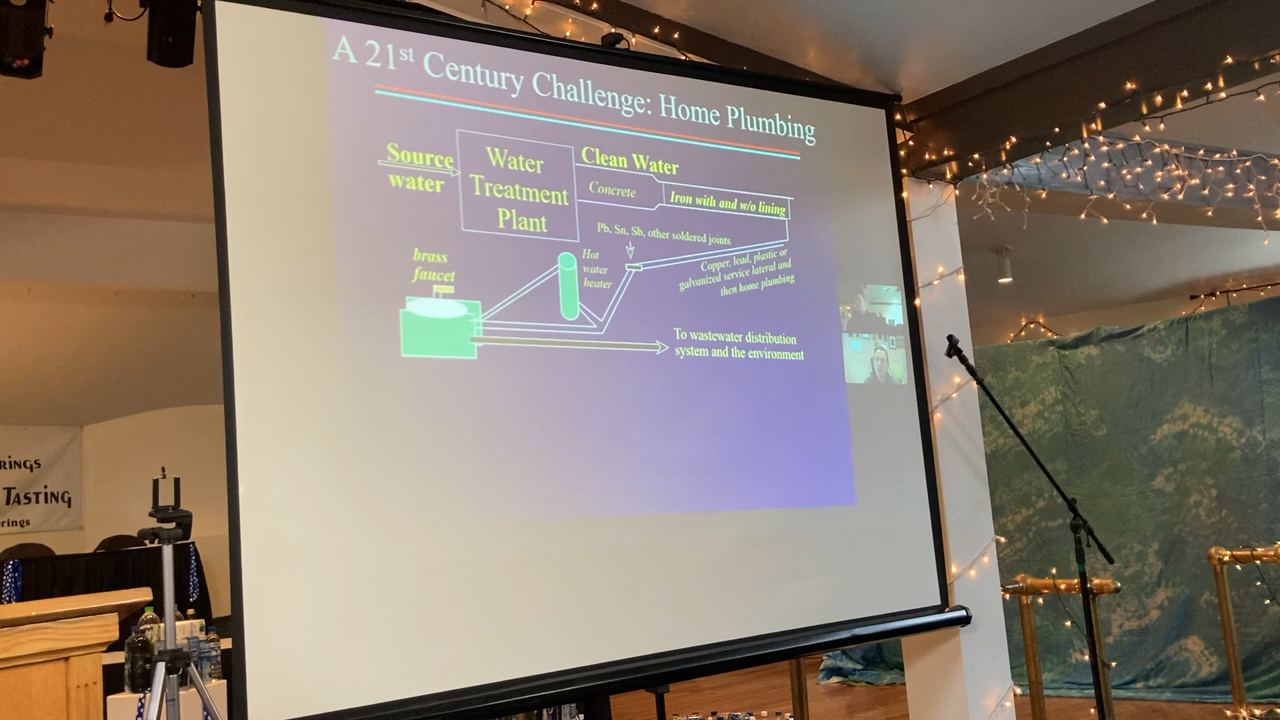 A 21st Century Challenge: Home Plumbing
Source
water
Water
Treatment
Plant
Clean Water
Concrete
Iron with and w/o lining
Pb, Sn, Sb, other soldered joints
Copper, lead, plastic or
galvanized service lateral and
then home plumbing
brass
faucet
Hot
water
heater
To wastewater distribution
system and the environment
RINGS
TASTING
rings